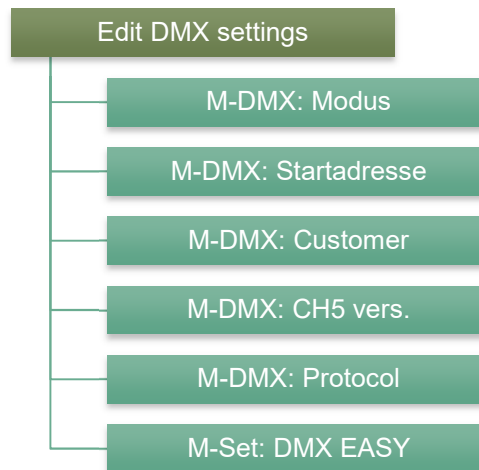 Edit DMX settings
M-DMX: Modus
M-DMX: Startadresse
M-DMX: Customer
M-DMX: CH5 vers.
M-DMX: Protocol
M-Set: DMX EASY